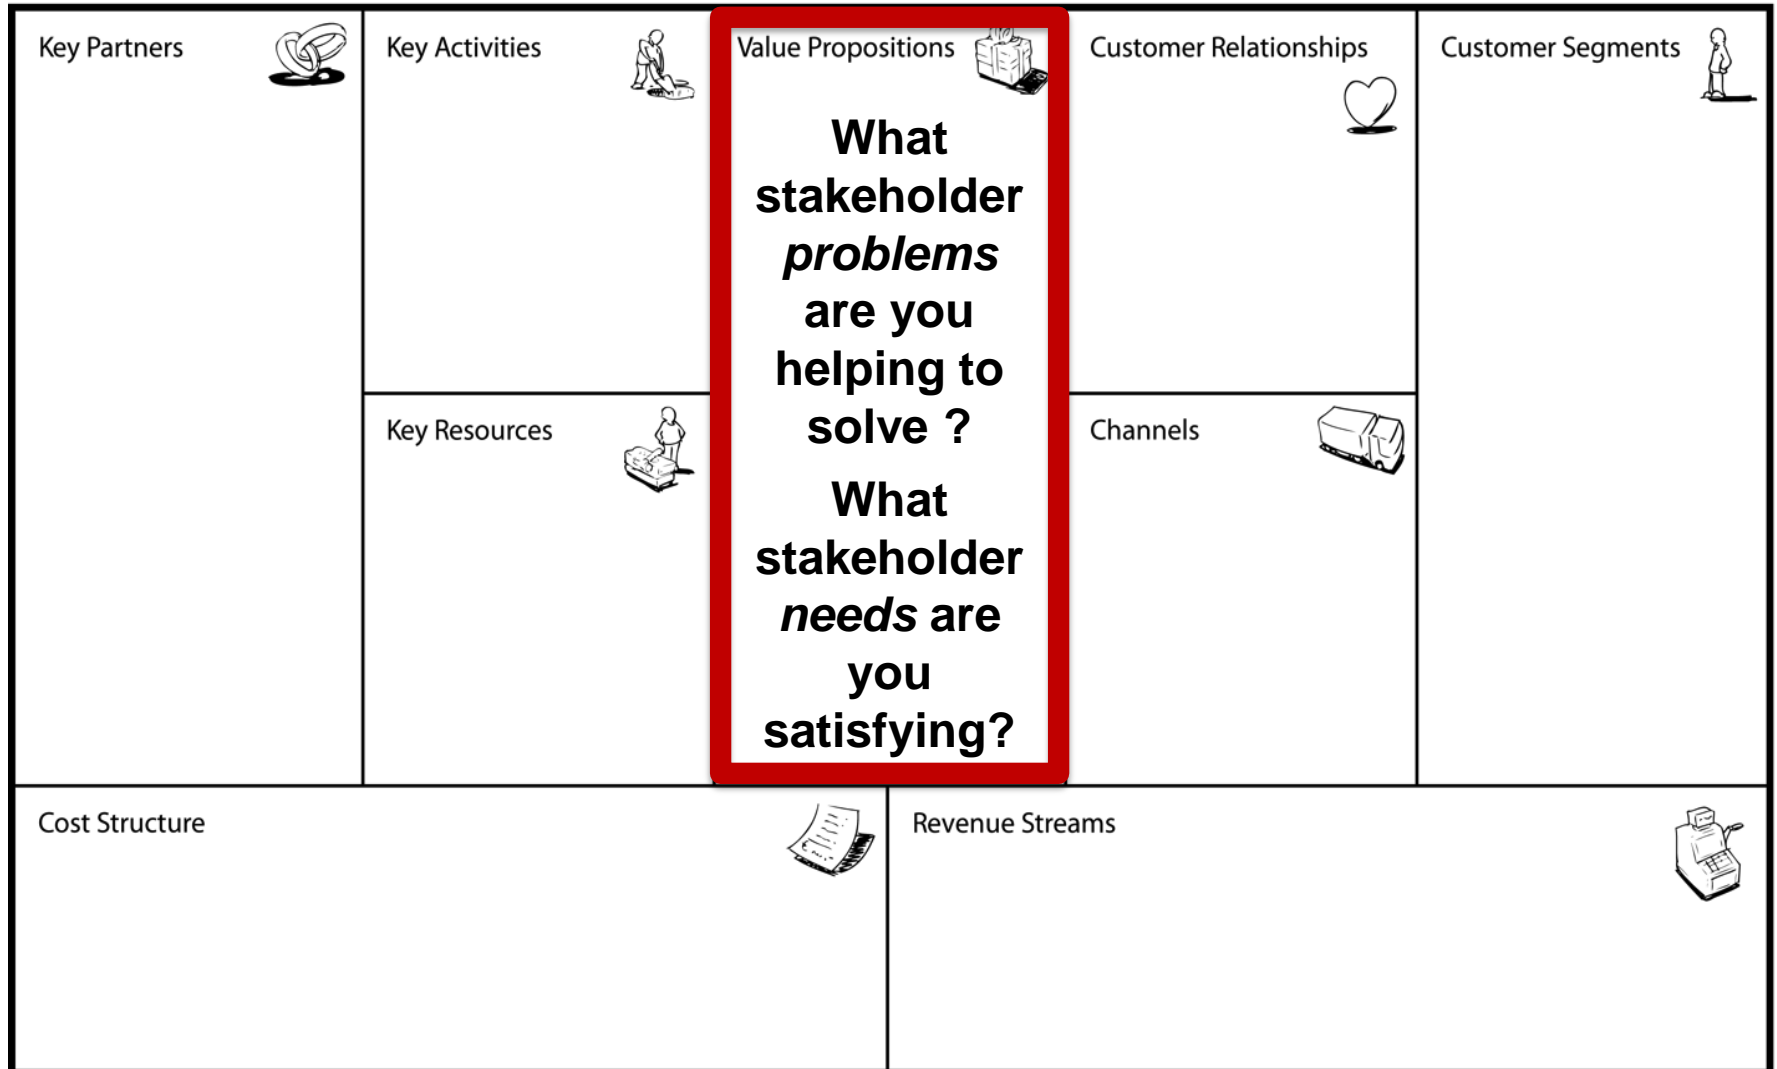 Key Partners
Key Activities
Value Propositions
Customer Relationships
Customer Segments
What
stakeholder
problems
are you
helping to
solve ?
What
stakeholder
needs are
you
satisfying?
Key Resources
Channels
Cost Structure
Revenue Streams